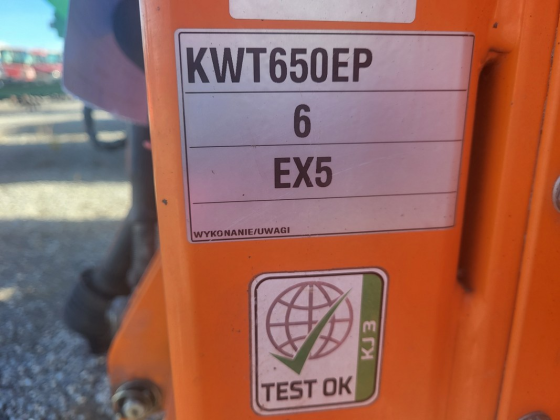 KWT650EP
6
EX5
WYKONANIE/UWAGI
TEST OK
KJ3